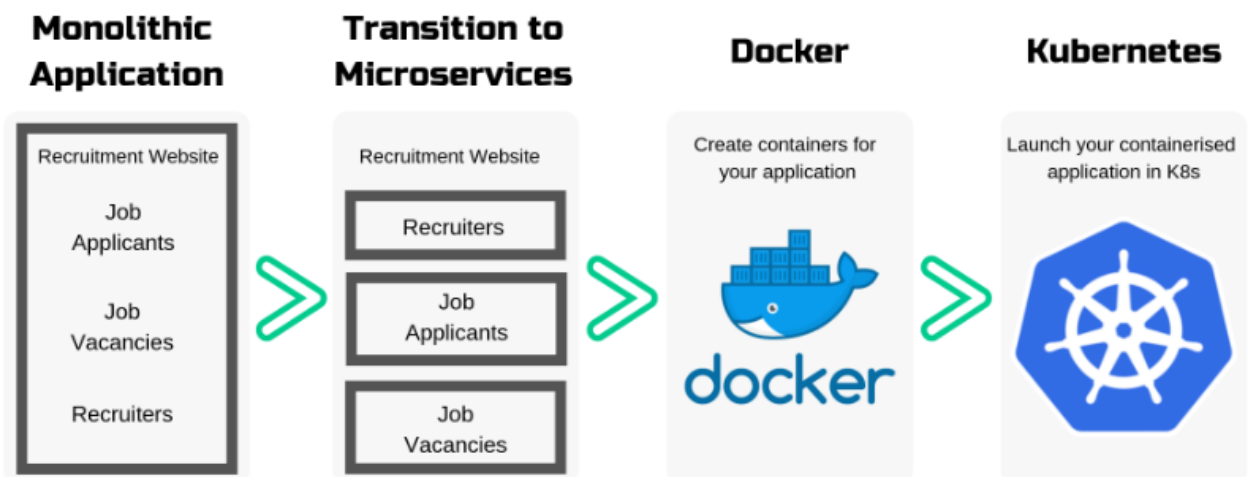 Monolithic
Application
Recruitment Website
Job
Applicants
Job
Vacancies
Recruiters
Transition to
Microservices
Recruitment Website
Recruiters
Job
Applicants
Job
Vacancies
Docker
Create containers for
your application
docker
Kubernetes
Launch your containerised
application in K8s